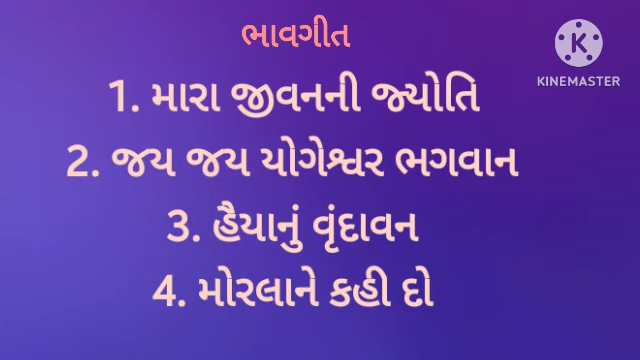 ભાવગીત
KINEMASTER
1. મારા જીવનની જ્યોતિ
2. જય જય યોગેશ્વર ભગવાન
3. હૈયાનું વૃંદાવન
4. મોરલાને કહી દો